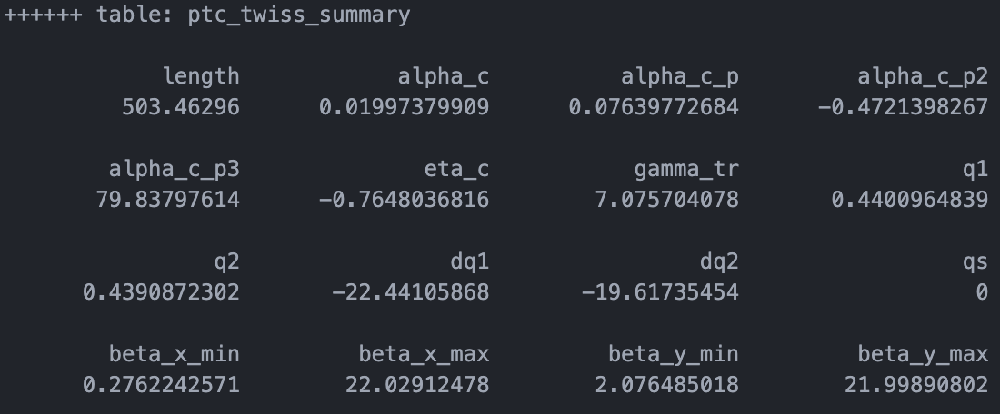 ++++++ table: ptc_twiss_summary
length alpha_c alpha_c_p alpha_c_p2
503.46296 0.01997379909 0.07639772684 -0.4721398267
alpha_c_p3 eta_c gamma_tr q1
79.83797614 -0.7648036816 7.075704078 0.4400964839
q2 dq1 dq2 qs
0.4390872302 -22.44105868 -19.61735454 0
beta_x_min beta_x_max beta_y_min beta_y_max
0.2762242571 22.02912478 2.076485018 21.99890802